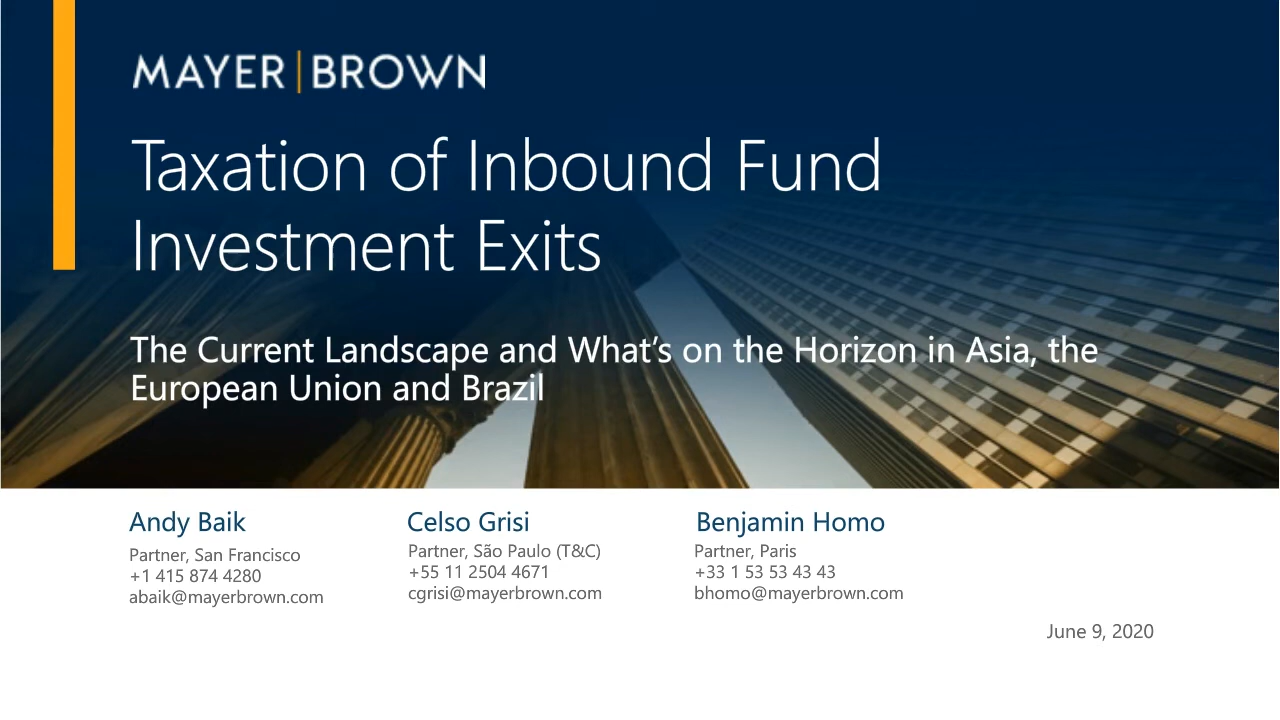 MAYER|BROWN
Taxation of Inbound Fund
Investment Exits
The Current Landscape and What's on the Horizon in Asia, the
European Union and Brazil
Andy Baik
Partner, San Francisco
+1 415 874 4280
abaik@mayerbrown.com
Celso Grisi
Partner, São Paulo (T&C)
+55 11 2504 4671
cgrisi@mayerbrown.com
Benjamin Homo
Partner, Paris
+33 1 53 53 43 43
bhomo@mayerbrown.com
June 9, 2020